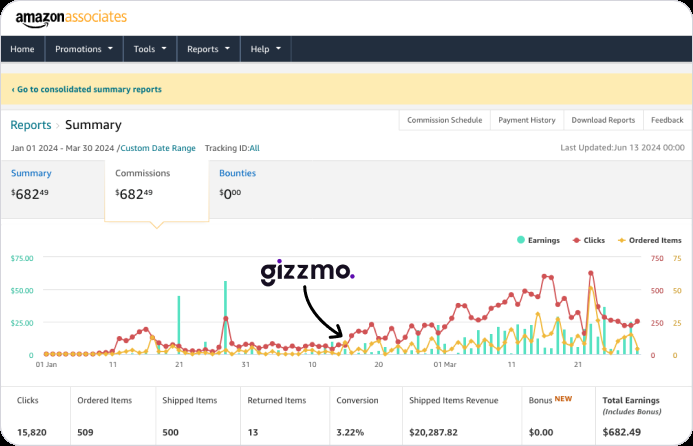 amazonassociates
Home Promotions Tools Reports Help
‹ Go to consolidated summary reports
Reports › Summary
Commission Schedule Payment History Download Reports Feedback
Jan 01 2024 - Mar 30 2024 /Custom Date Range Tracking ID:All
Last Updated:Jun 13 2024 00:00
Summary Commissions Bounties
$682.49 $682.49 $0.00
Earnings Clicks Ordered Items
$75.00 750 75
gizzmo.
$50.00 500 50
$25.00 250 25
0 0 0
01 Jan 11 21 31 10 20 01 Mar 11 21
Clicks Ordered Items Shipped Items Returned Items Conversion Shipped Items Revenue Bonus NEW Total Earnings
(Includes Bonus)
15,820 509 500 13 3.22% $20,287.82 $0.00 $682.49